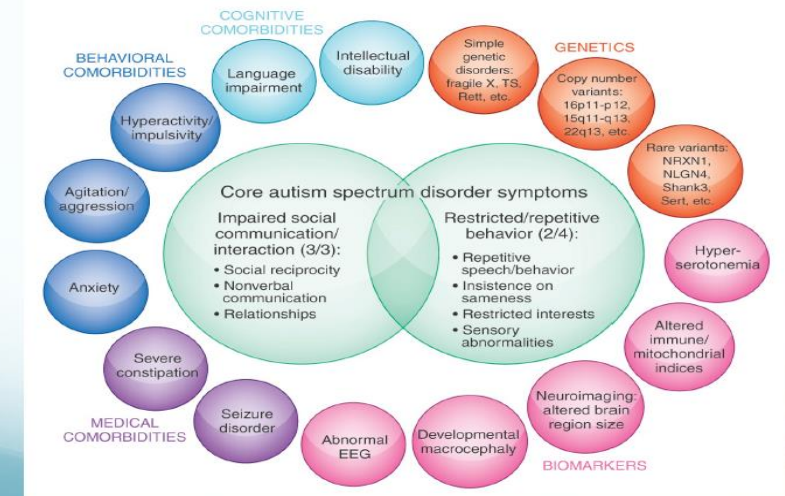 COGNITIVE
COMORBIDITIES
BEHAVIORAL
COMORBIDITIES
GENETICS
Language
impairment
Intellectual
disability
Simple
genetic
disorders:
fragile X, TS,
Rett, etc.
Copy number
variants:
16p11-p12,
15q11-q13,
22q13, etc.
Rare variants:
NRXN1,
NLGN4,
Shank3,
Sert, etc.
Hyperactivity/
impulsivity
Agitation/
aggression
Anxiety
Core autism spectrum disorder symptoms
Impaired social
communication/
interaction (3/3):
• Social reciprocity
• Nonverbal
communication
• Relationships
Restricted/repetitive
behavior (2/4):
• Repetitive
speech/behavior
• Insistence on
sameness
• Restricted interests
• Sensory
abnormalities
Hyper-
serotonemia
Altered
immune/
mitochondrial
indices
Neuroimaging:
altered brain
region size
Developmental
macrocephaly
Abnormal
EEG
BIOMARKERS
Severe
constipation
Seizure
disorder
MEDICAL
COMORBIDITIES